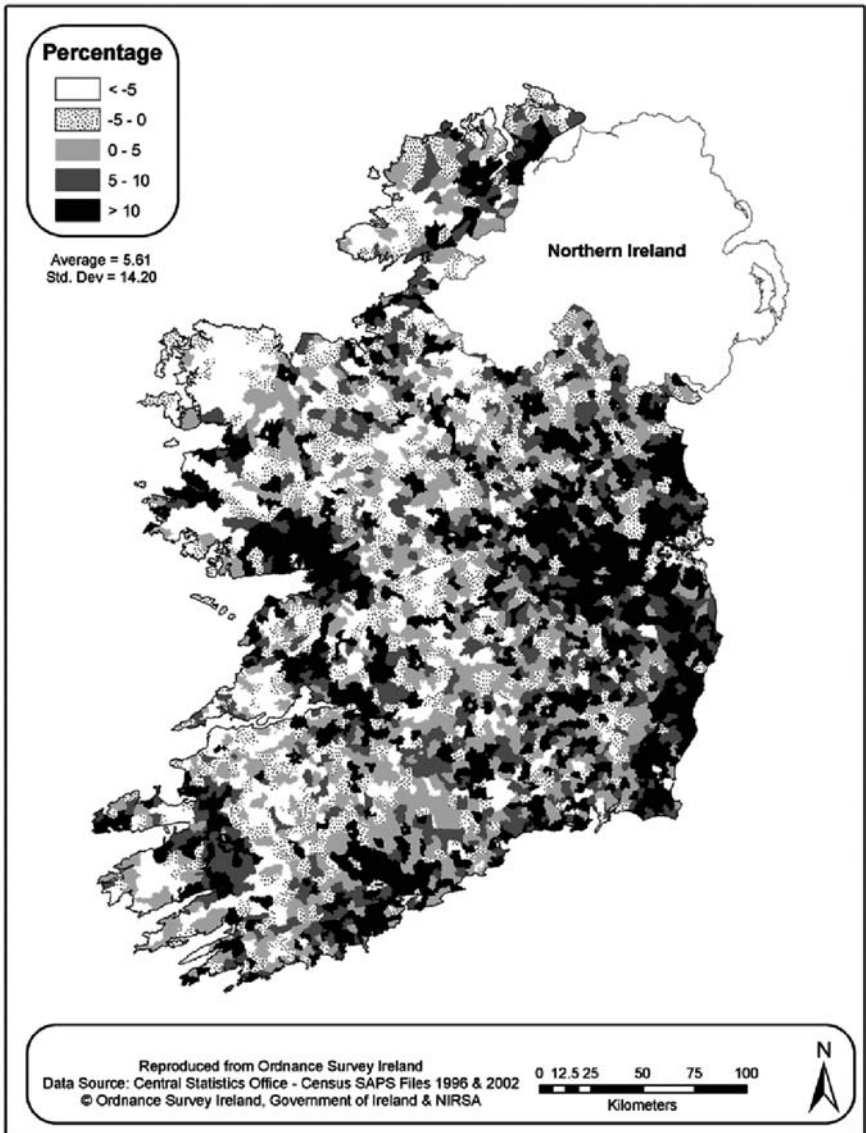 Percentage
< -5
-5 - 0
0 - 5
5 - 10
> 10
Average = 5.61
Std. Dev = 14.20
Northern Ireland
Reproduced from Ordnance Survey Ireland
Data Source: Central Statistics Office - Census SAPS Files 1996 & 2002
© Ordnance Survey Ireland, Government of Ireland & NIRSA
0 12.5 25 50 75 100
Kilometers
N